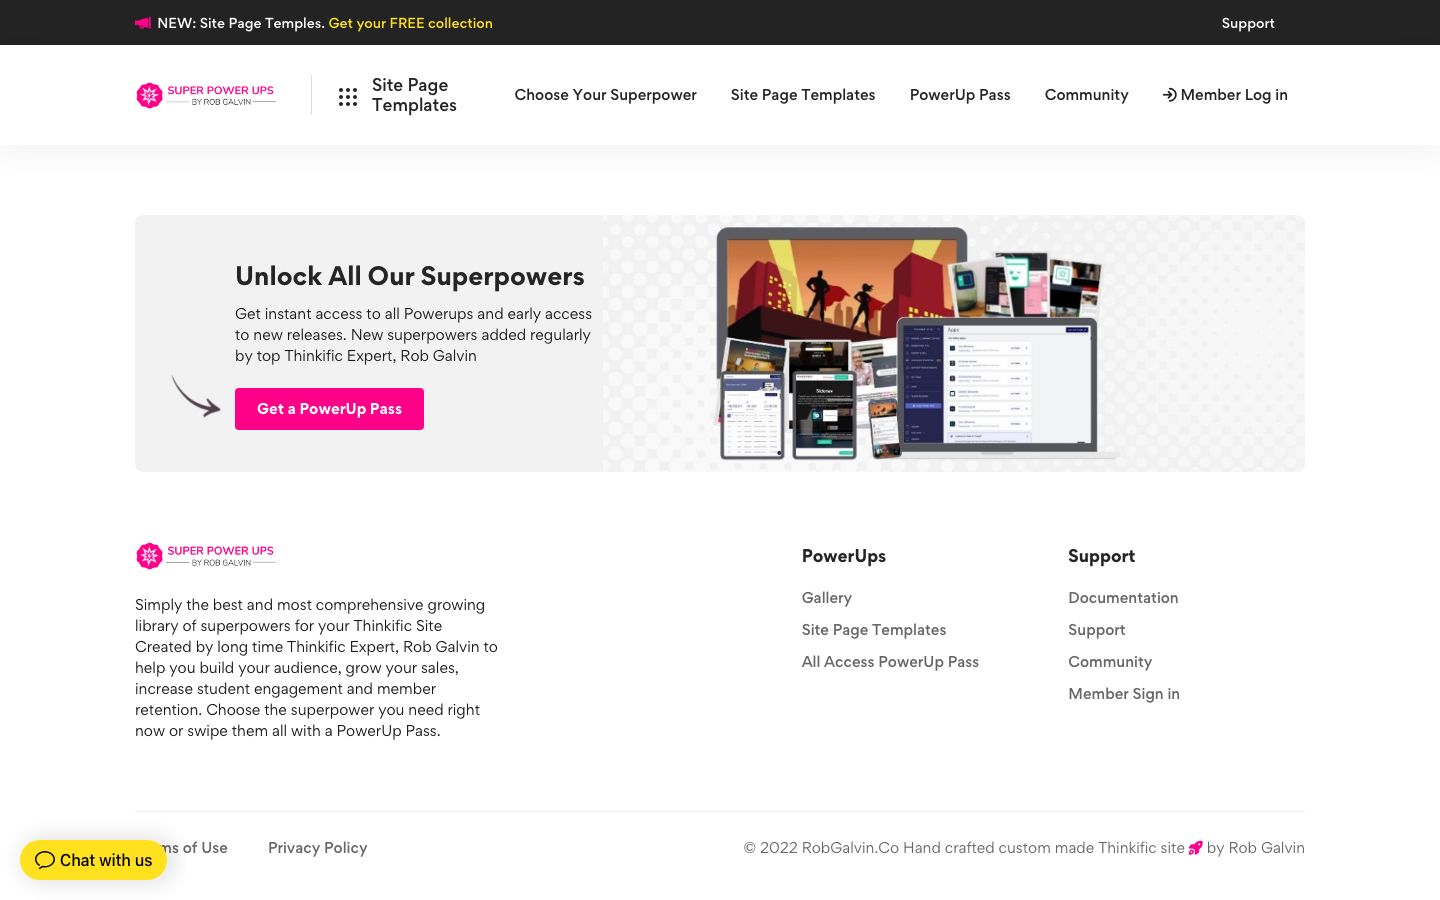 NEW: Site Page Temples. Get your FREE collection
Support
SUPER POWER UPS
BY ROB GALVIN
Site Page
Templates
Choose Your Superpower
Site Page Templates
PowerUp Pass
Community
Member Log in
Unlock All Our Superpowers
Get instant access to all Powerups and early access
to new releases. New superpowers added regularly
by top Thinkific Expert, Rob Galvin
Get a PowerUp Pass
Apps
SUPER POWER UPS
BY ROB GALVIN
Simply the best and most comprehensive growing
library of superpowers for your Thinkific Site
Created by long time Thinkific Expert, Rob Galvin to
help you build your audience, grow your sales,
increase student engagement and member
retention. Choose the superpower you need right
now or swipe them all with a PowerUp Pass.
PowerUps
Gallery
Site Page Templates
All Access PowerUp Pass
Support
Documentation
Support
Community
Member Sign in
ms of Use
Privacy Policy
© 2022 RobGalvin.Co Hand crafted custom made Thinkific site by Rob Galvin
Chat with us